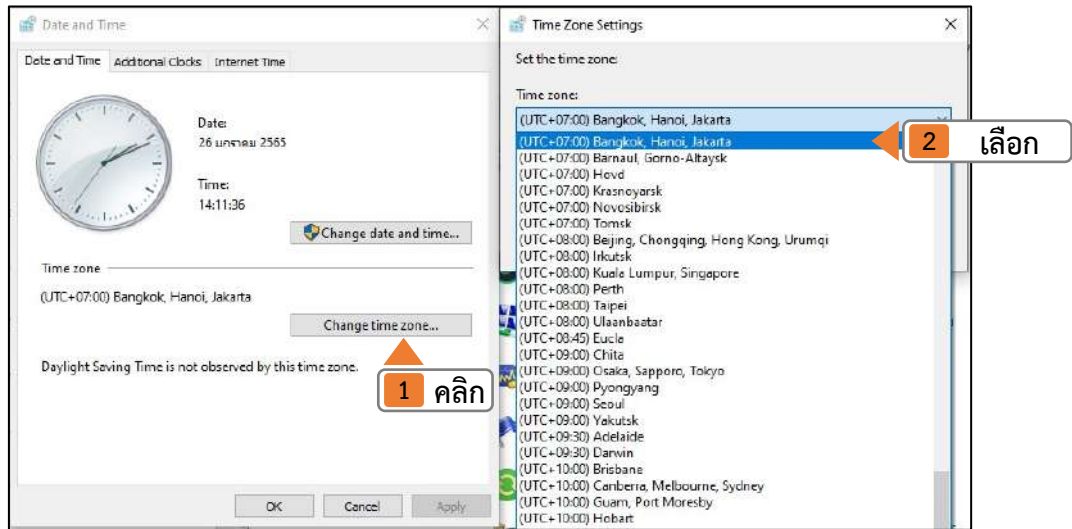 Date and Time
Date and Time Additional Clocks Internet Time
Date:
26 มกราคม 2565
Time:
14:11:36
Change date and time...
Time zone
(UTC+07:00) Bangkok, Hanoi, Jakarta
Change time zone...
Daylight Saving Time is not observed by this time zone.
1 คลิก
OK Cancel Apply
Time Zone Settings
Set the time zone:
Time zone:
(UTC+07:00) Bangkok, Hanoi, Jakarta
(UTC+07:00) Bangkok, Hanoi, Jakarta
2 เลือก
(UTC+07:00) Barnaul, Gorno-Altaysk
(UTC+07:00) Hovd
(UTC+07:00) Krasnoyarsk
(UTC+07:00) Novosibirsk
(UTC+07:00) Tomsk
(UTC+08:00) Beijing, Chongqing, Hong Kong, Urumqi
(UTC+08:00) Irkutsk
(UTC+08:00) Kuala Lumpur, Singapore
(UTC+08:00) Perth
(UTC+08:00) Taipei
(UTC+08:00) Ulaanbaatar
(UTC+08:45) Eucla
(UTC+09:00) Chita
(UTC+09:00) Osaka, Sapporo, Tokyo
(UTC+09:00) Pyongyang
(UTC+09:00) Seoul
(UTC+09:00) Yakutsk
(UTC+09:30) Adelaide
(UTC+09:30) Darwin
(UTC+10:00) Brisbane
(UTC+10:00) Canberra, Melbourne, Sydney
(UTC+10:00) Guam, Port Moresby
(UTC+10:00) Hobart